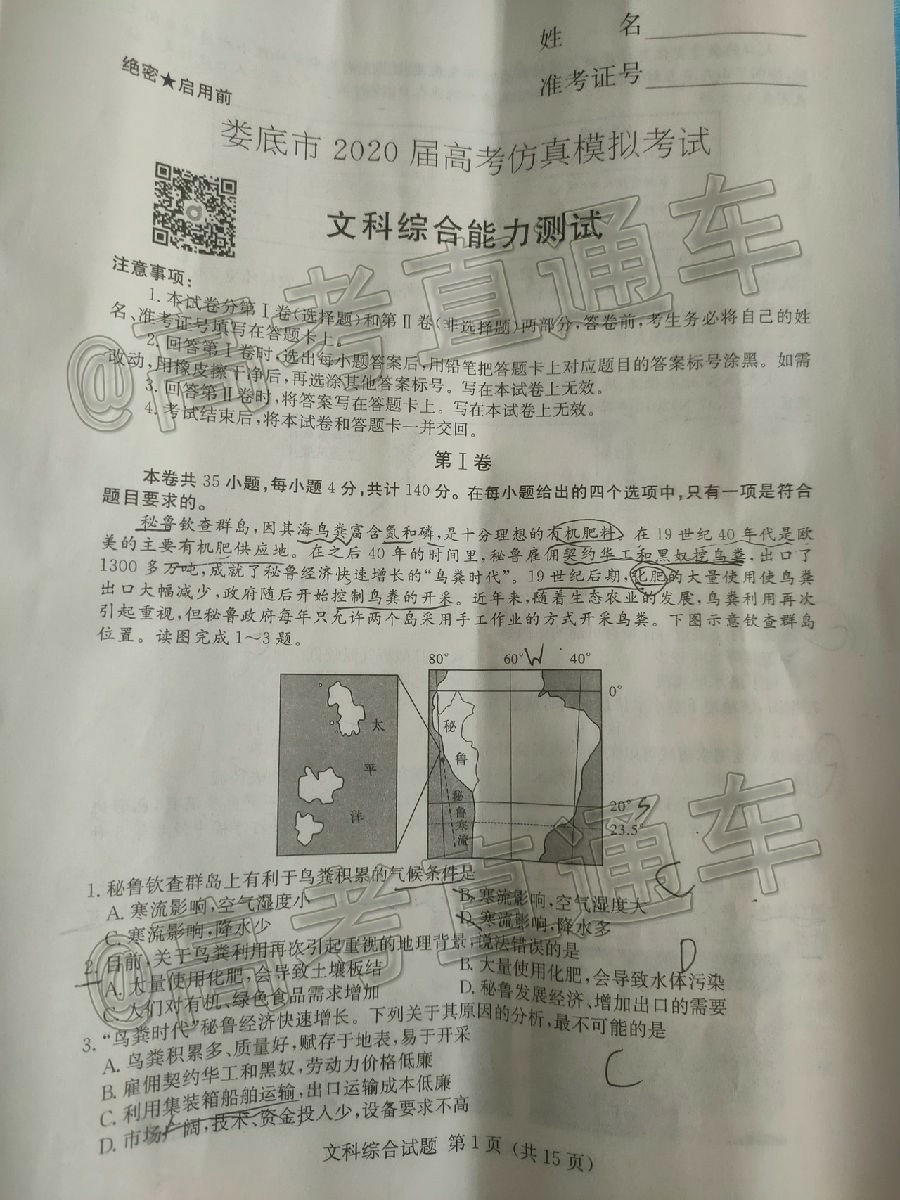 姓 名
准考证号
绝密★启用前
娄底市 2020 届高考仿真模拟考试
文科综合能力测试
注意事项:
1. 本试卷分第Ⅰ卷(选择题)和第Ⅱ卷(非选择题)两部分,答卷前,考生务必将自己的姓
名、准考证号填写在答题卡上。
2. 回答第Ⅰ卷时,选出每小题答案后,用铅笔把答题卡上对应题目的答案标号涂黑。如需
改动,用橡皮擦干净后,再选涂其他答案标号。写在本试卷上无效。
3. 回答第Ⅱ卷时,将答案写在答题卡上。写在本试卷上无效。
4. 考试结束后,将本试卷和答题卡一并交回。
第Ⅰ卷
本卷共 35 小题,每小题 4 分,共计 140 分。在每小题给出的四个选项中,只有一项是符合
题目要求的。
秘鲁钦查群岛,因其海鸟粪富含氮和磷,是十分理想的有机肥料。在 19 世纪 40 年代是欧
美的主要有机肥供应地。在之后 40 年的时间里,秘鲁雇佣契约华工和黑奴挖鸟粪,出口了
1300 多万吨,成就了秘鲁经济快速增长的“鸟粪时代”。19 世纪后期,化肥的大量使用使鸟粪
出口大幅减少,政府随后开始控制鸟粪的开采。近年来,随着生态农业的发展,鸟粪利用再次
引起重视,但秘鲁政府每年只允许两个岛采用手工作业的方式开采鸟粪。下图示意钦查群岛
位置。读图完成 1～3 题。
80° 60° W 40°
0°
太
平
洋
秘
鲁
秘
鲁
寒
流
20° S
23.5°
1. 秘鲁钦查群岛上有利于鸟粪积累的气候条件是 C
A. 寒流影响,空气湿度小 B. 寒流影响,空气湿度大
C. 寒流影响,降水少 D. 寒流影响,降水多
2. 目前,关于鸟粪利用再次引起重视的地理背景,说法错误的是 D
A. 大量使用化肥,会导致土壤板结 B. 大量使用化肥,会导致水体污染
C. 人们对有机、绿色食品需求增加 D. 秘鲁发展经济、增加出口的需要
3. “鸟粪时代”秘鲁经济快速增长。下列关于其原因的分析,最不可能的是
A. 鸟粪积累多、质量好,赋存于地表,易于开采
B. 雇佣契约华工和黑奴,劳动力价格低廉 C
C. 利用集装箱船舶运输,出口运输成本低廉
D. 市场广阔,技术、资金投入少,设备要求不高
文科综合试题 第 1 页 (共 15 页)
@高考直通车
@高考直通车